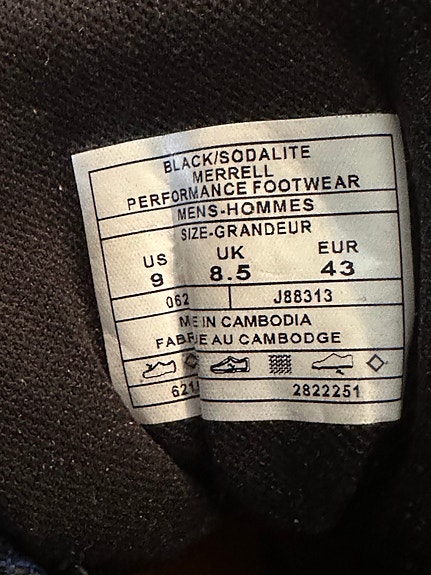 BLACK/SODALITE
MERRELL
PERFORMANCE FOOTWEAR
MENS-HOMMES
SIZE-GRANDEUR
US UK EUR
9 8.5 43
062 J88313
IN CAMBODIA
AU CAMBODGE
2822251